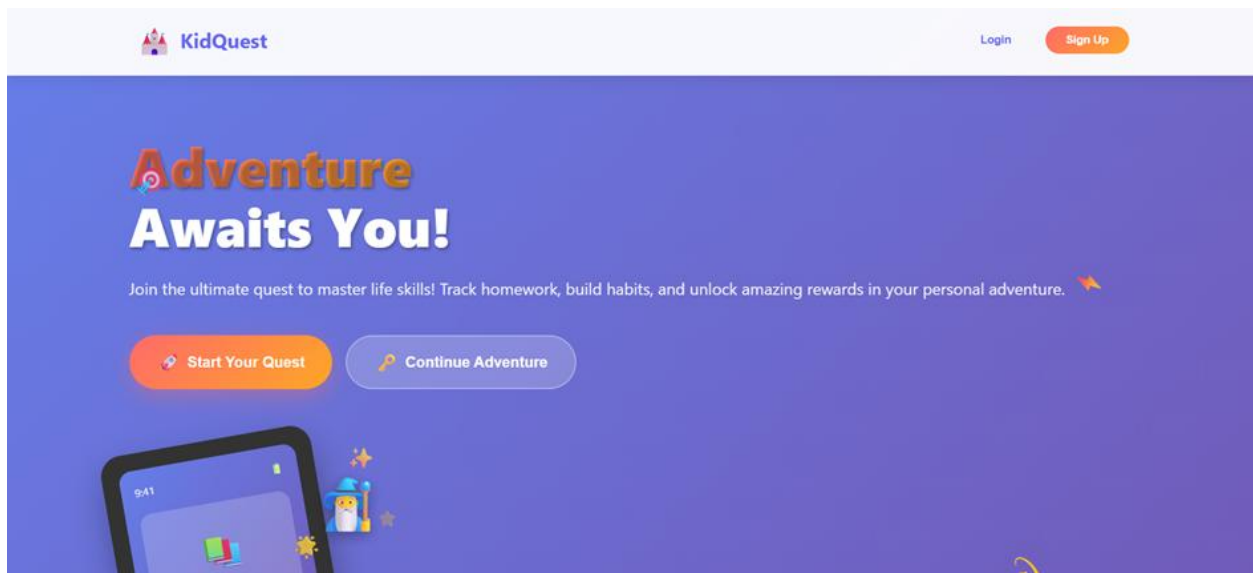 KidQuest
Login
Sign Up
Adventure
Awaits You!
Join the ultimate quest to master life skills! Track homework, build habits, and unlock amazing rewards in your personal adventure.
Start Your Quest
Continue Adventure
9:41